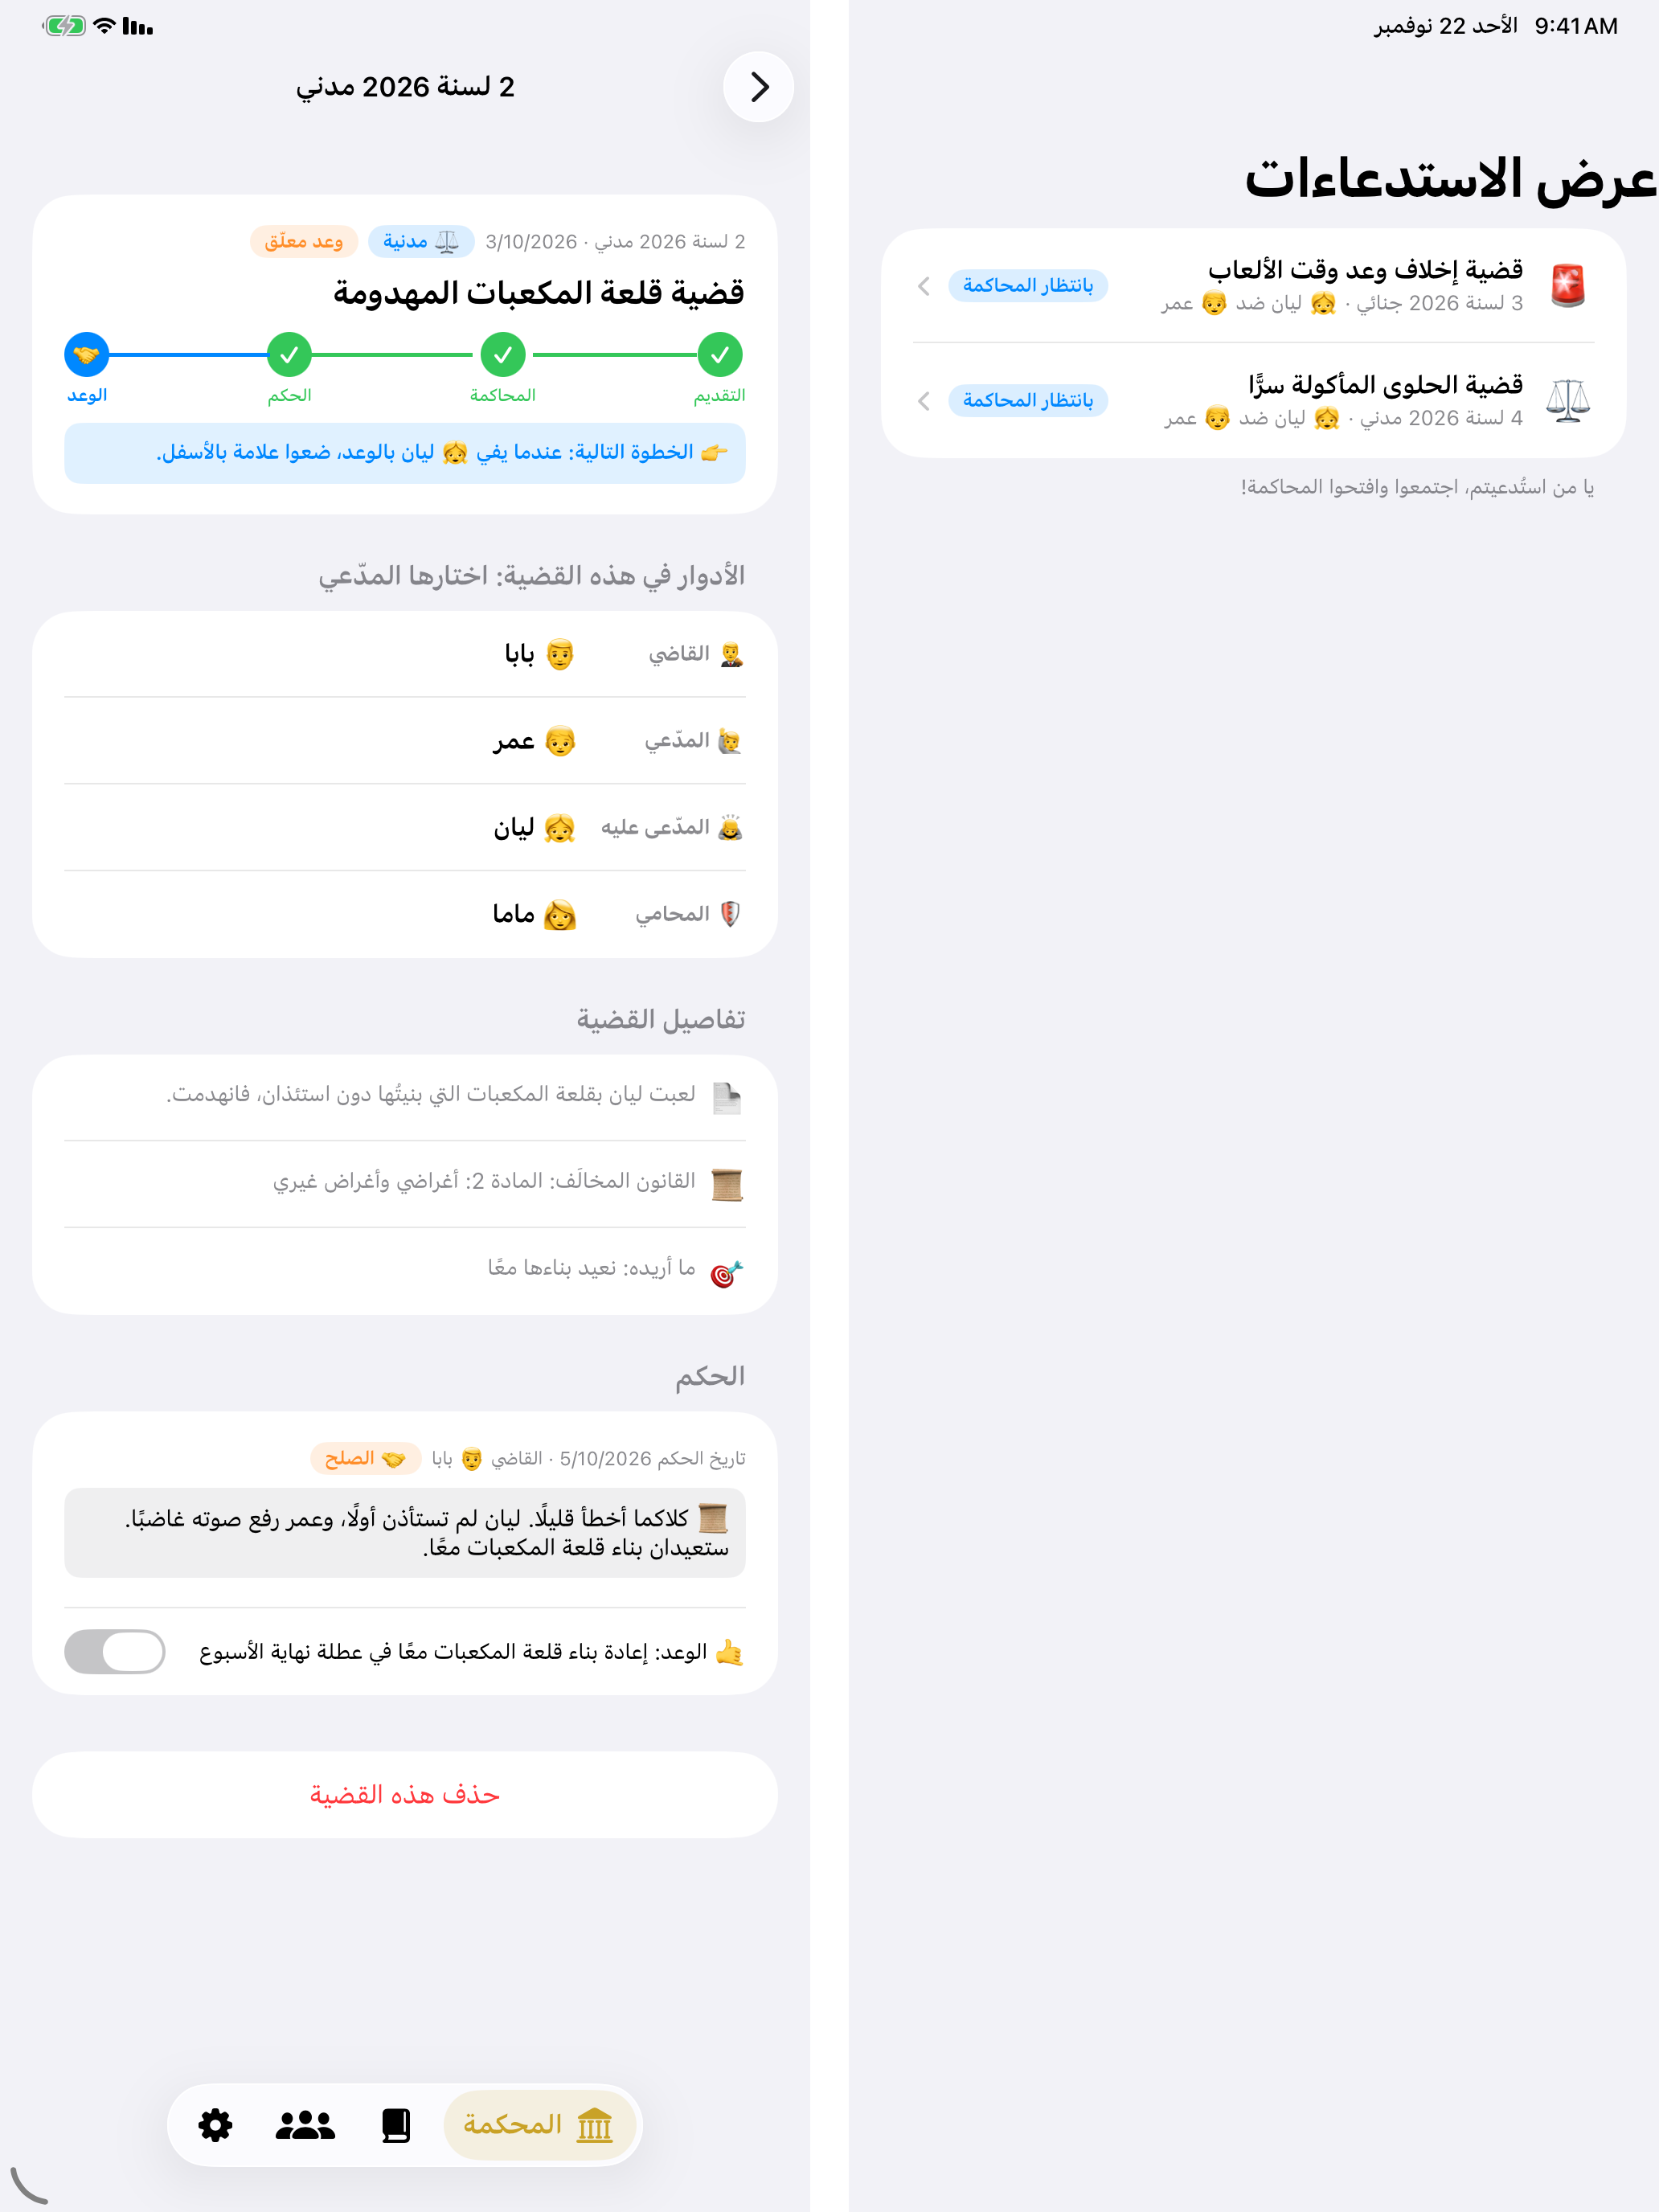 9:41 AM الأحد 22 نوفمبر
عرض الاستدعاءات
قضية إخلاف وعد وقت الألعاب
3 لسنة 2026 جنائي · 👧 ليان ضد 👦 عمر
بانتظار المحاكمة
قضية الحلوى المأكولة سرًّا
4 لسنة 2026 مدني · 👧 ليان ضد 👦 عمر
بانتظار المحاكمة
يا من استُدعيتم، اجتمعوا وافتحوا المحاكمة!
2 لسنة 2026 مدني
2 لسنة 2026 مدني · 3/10/2026 ⚖️ مدنية وعد معلّق
قضية قلعة المكعبات المهدومة
التقديم
المحاكمة
الحكم
الوعد
👉 الخطوة التالية: عندما يفي 👧 ليان بالوعد، ضعوا علامة بالأسفل.
الأدوار في هذه القضية: اختارها المدّعي
القاضي 👨 بابا
المدّعي 👦 عمر
المدّعى عليه 👧 ليان
المحامي 👩 ماما
تفاصيل القضية
لعبت ليان بقلعة المكعبات التي بنيتُها دون استئذان، فانهدمت.
القانون المخالَف: المادة 2: أغراضي وأغراض غيري
ما أريده: نعيد بناءها معًا
الحكم
تاريخ الحكم 5/10/2026 · القاضي 👨 بابا 🤝 الصلح
📜 كلاكما أخطأ قليلًا. ليان لم تستأذن أولًا، وعمر رفع صوته غاضبًا.
ستعيدان بناء قلعة المكعبات معًا.
🤙 الوعد: إعادة بناء قلعة المكعبات معًا في عطلة نهاية الأسبوع
حذف هذه القضية
المحكمة